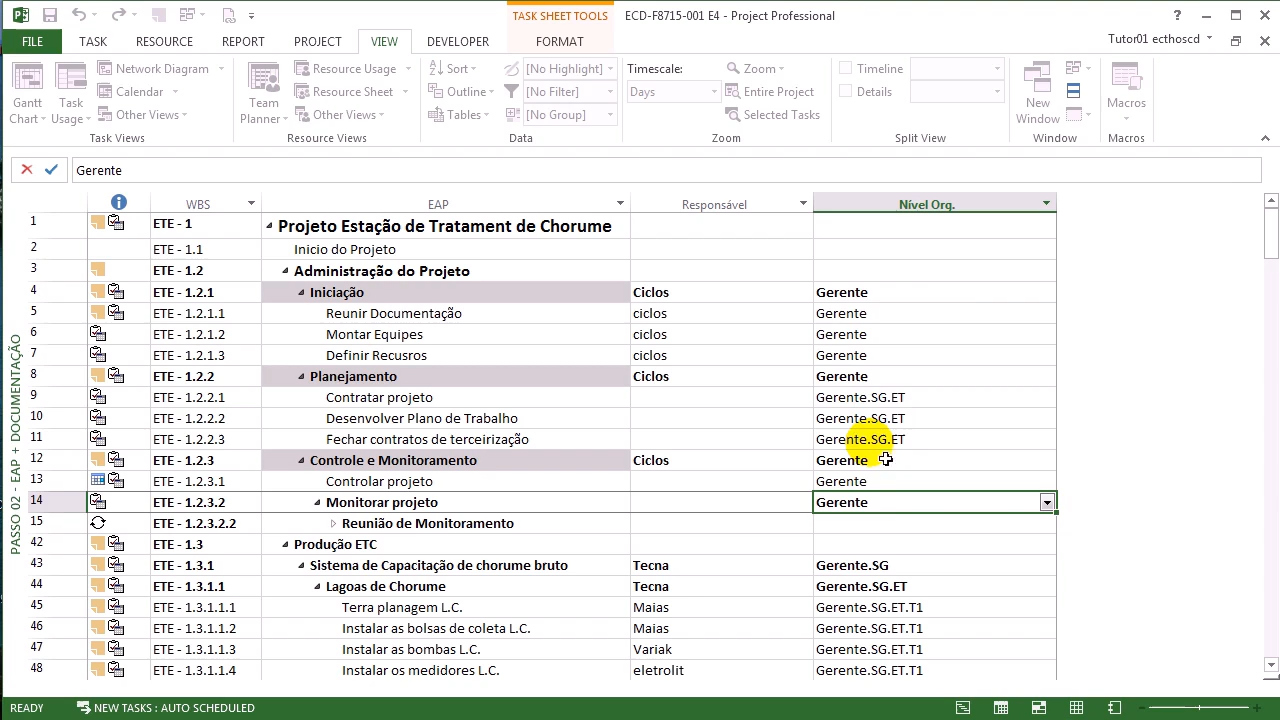 TASK SHEET TOOLS
ECD-F8715-001 E4 - Project Professional
FILE TASK RESOURCE REPORT PROJECT VIEW DEVELOPER FORMAT
Tutor01 ecthoscd
Gantt Chart
Task Usage
Network Diagram
Calendar
Other Views
Task Views
Team Planner
Resource Usage
Resource Sheet
Other Views
Resource Views
Sort
Outline
Tables
[No Highlight]
[No Filter]
[No Group]
Data
Timescale:
Days
Zoom
Entire Project
Selected Tasks
Zoom
Timeline
Details
Split View
New Window
Window
Macros
Macros
Gerente
WBS EAP Responsável Nível Org.
1 ETE - 1 Projeto Estação de Tratament de Chorume
2 ETE - 1.1 Inicio do Projeto
3 ETE - 1.2 Administração do Projeto
4 ETE - 1.2.1 Iniciação Ciclos Gerente
5 ETE - 1.2.1.1 Reunir Documentação ciclos Gerente
6 ETE - 1.2.1.2 Montar Equipes ciclos Gerente
7 ETE - 1.2.1.3 Definir Recusros ciclos Gerente
8 ETE - 1.2.2 Planejamento Ciclos Gerente
9 ETE - 1.2.2.1 Contratar projeto Gerente.SG.ET
10 ETE - 1.2.2.2 Desenvolver Plano de Trabalho Gerente.SG.ET
11 ETE - 1.2.2.3 Fechar contratos de terceirização Gerente.SG.ET
12 ETE - 1.2.3 Controle e Monitoramento Ciclos Gerente
13 ETE - 1.2.3.1 Controlar projeto Gerente
14 ETE - 1.2.3.2 Monitorar projeto Gerente
15 ETE - 1.2.3.2.2 Reunião de Monitoramento
42 ETE - 1.3 Produção ETC
43 ETE - 1.3.1 Sistema de Capacitação de chorume bruto Tecna Gerente.SG
44 ETE - 1.3.1.1 Lagoas de Chorume Tecna Gerente.SG.ET
45 ETE - 1.3.1.1.1 Terra planagem L.C. Maias Gerente.SG.ET.T1
46 ETE - 1.3.1.1.2 Instalar as bolsas de coleta L.C. Maias Gerente.SG.ET.T1
47 ETE - 1.3.1.1.3 Instalar as bombas L.C. Variak Gerente.SG.ET.T1
48 ETE - 1.3.1.1.4 Instalar os medidores L.C. eletrolit Gerente.SG.ET.T1
PASSO 02 - EAP + DOCUMENTAÇÃO
READY NEW TASKS : AUTO SCHEDULED